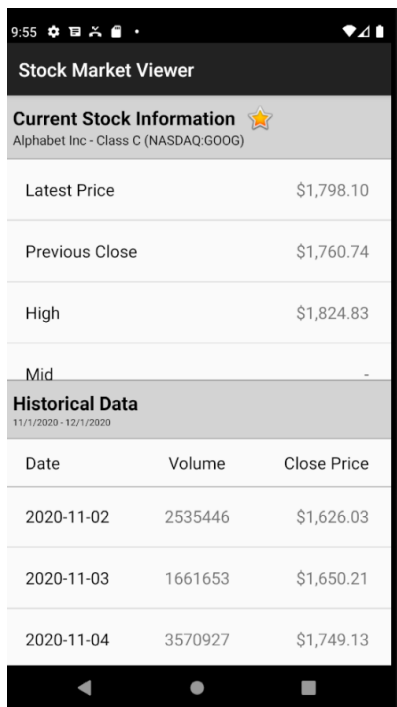 9:55
Stock Market Viewer
Current Stock Information
Alphabet Inc - Class C (NASDAQ:GOOG)
Latest Price $1,798.10
Previous Close $1,760.74
High $1,824.83
Mid -
Historical Data
11/1/2020 - 12/1/2020
Date Volume Close Price
2020-11-02 2535446 $1,626.03
2020-11-03 1661653 $1,650.21
2020-11-04 3570927 $1,749.13